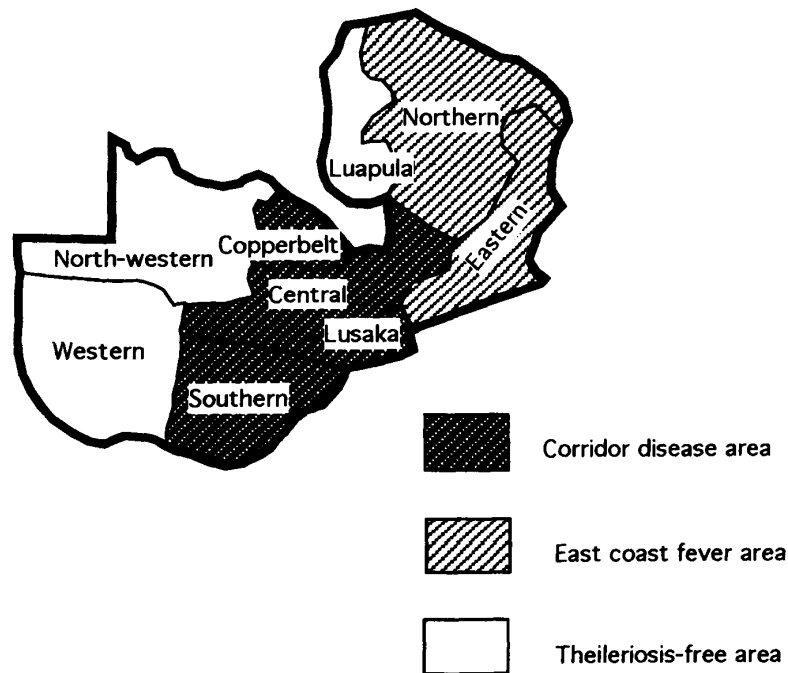 Northern
Luapula
Eastern
Copperbelt
North-western
Central
Lusaka
Western
Southern
Corridor disease area
East coast fever area
Theileriosis-free area